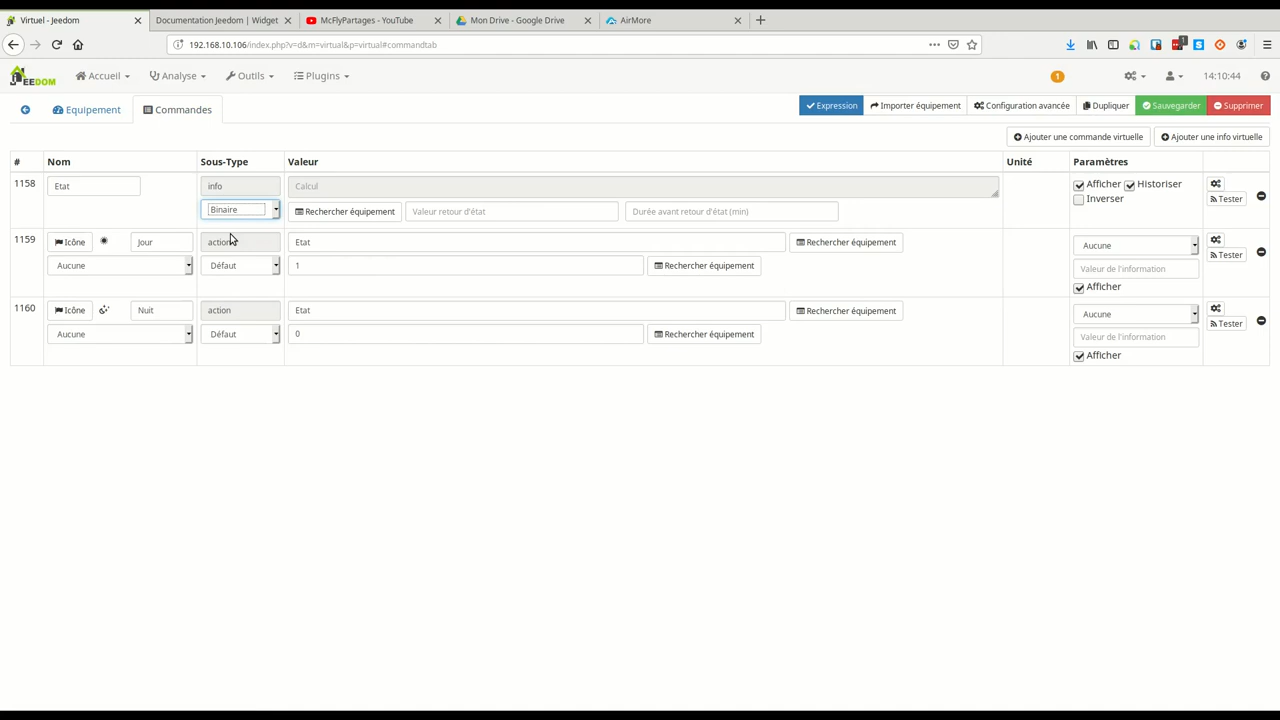 Virtuel - Jeedom
Documentation Jeedom | Widget
McFlyPartages - YouTube
Mon Drive - Google Drive
AirMore
192.168.10.106/index.php?v=d&m=virtual&p=virtual#commandtab
1
JEEDOM
Accueil
Analyse
Outils
Plugins
1
14:10:44
Equipement
Commandes
Expression
Importer équipement
Configuration avancée
Dupliquer
Sauvegarder
Supprimer
Ajouter une commande virtuelle
Ajouter une info virtuelle
# Nom Sous-Type Valeur Unité Paramètres
1158 Etat info Calcul Afficher Historiser
Inverser
Tester
Binaire Rechercher équipement Valeur retour d'état Durée avant retour d'état (min)
1159 Icône Jour action Etat Rechercher équipement Aucune
Tester
Aucune Défaut 1 Rechercher équipement Valeur de l'information
Afficher
1160 Icône Nuit action Etat Rechercher équipement Aucune
Tester
Aucune Défaut 0 Rechercher équipement Valeur de l'information
Afficher